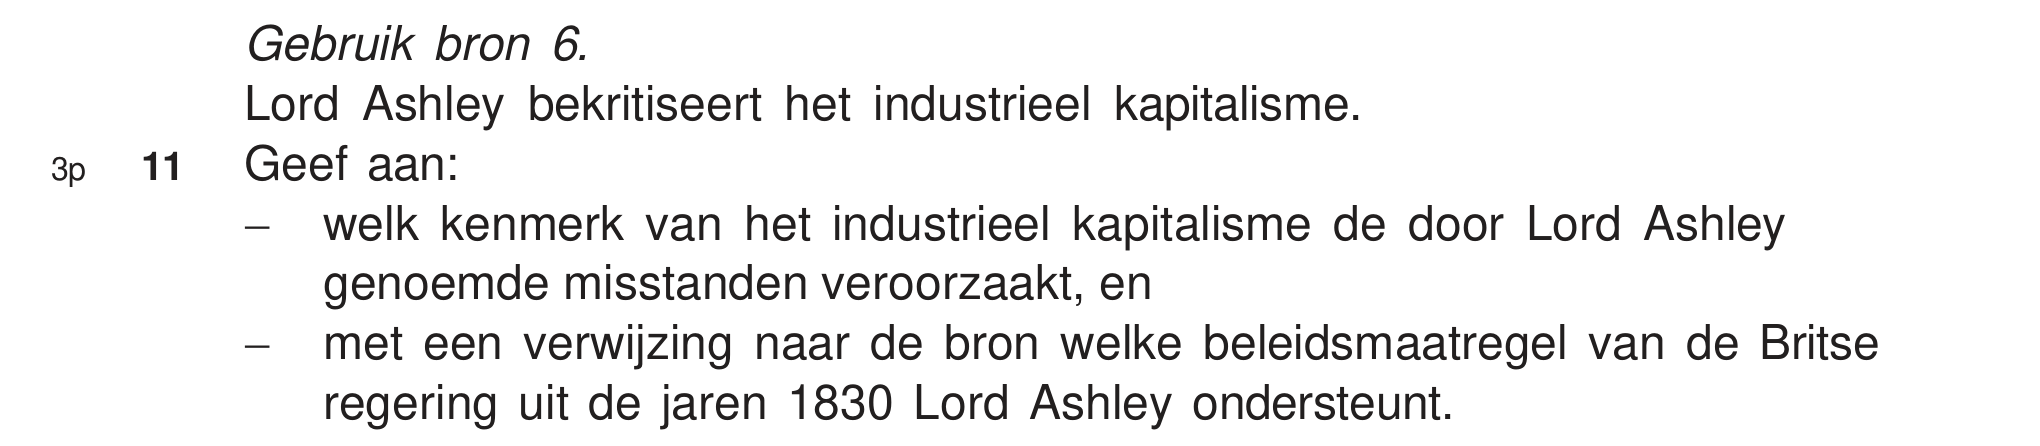 Gebruik bron 6.
Lord Ashley bekritiseert het industrieel kapitalisme.
3p 11 Geef aan:
– welk kenmerk van het industrieel kapitalisme de door Lord Ashley
genoemde misstanden veroorzaakt, en
– met een verwijzing naar de bron welke beleidsmaatregel van de Britse
regering uit de jaren 1830 Lord Ashley ondersteunt.